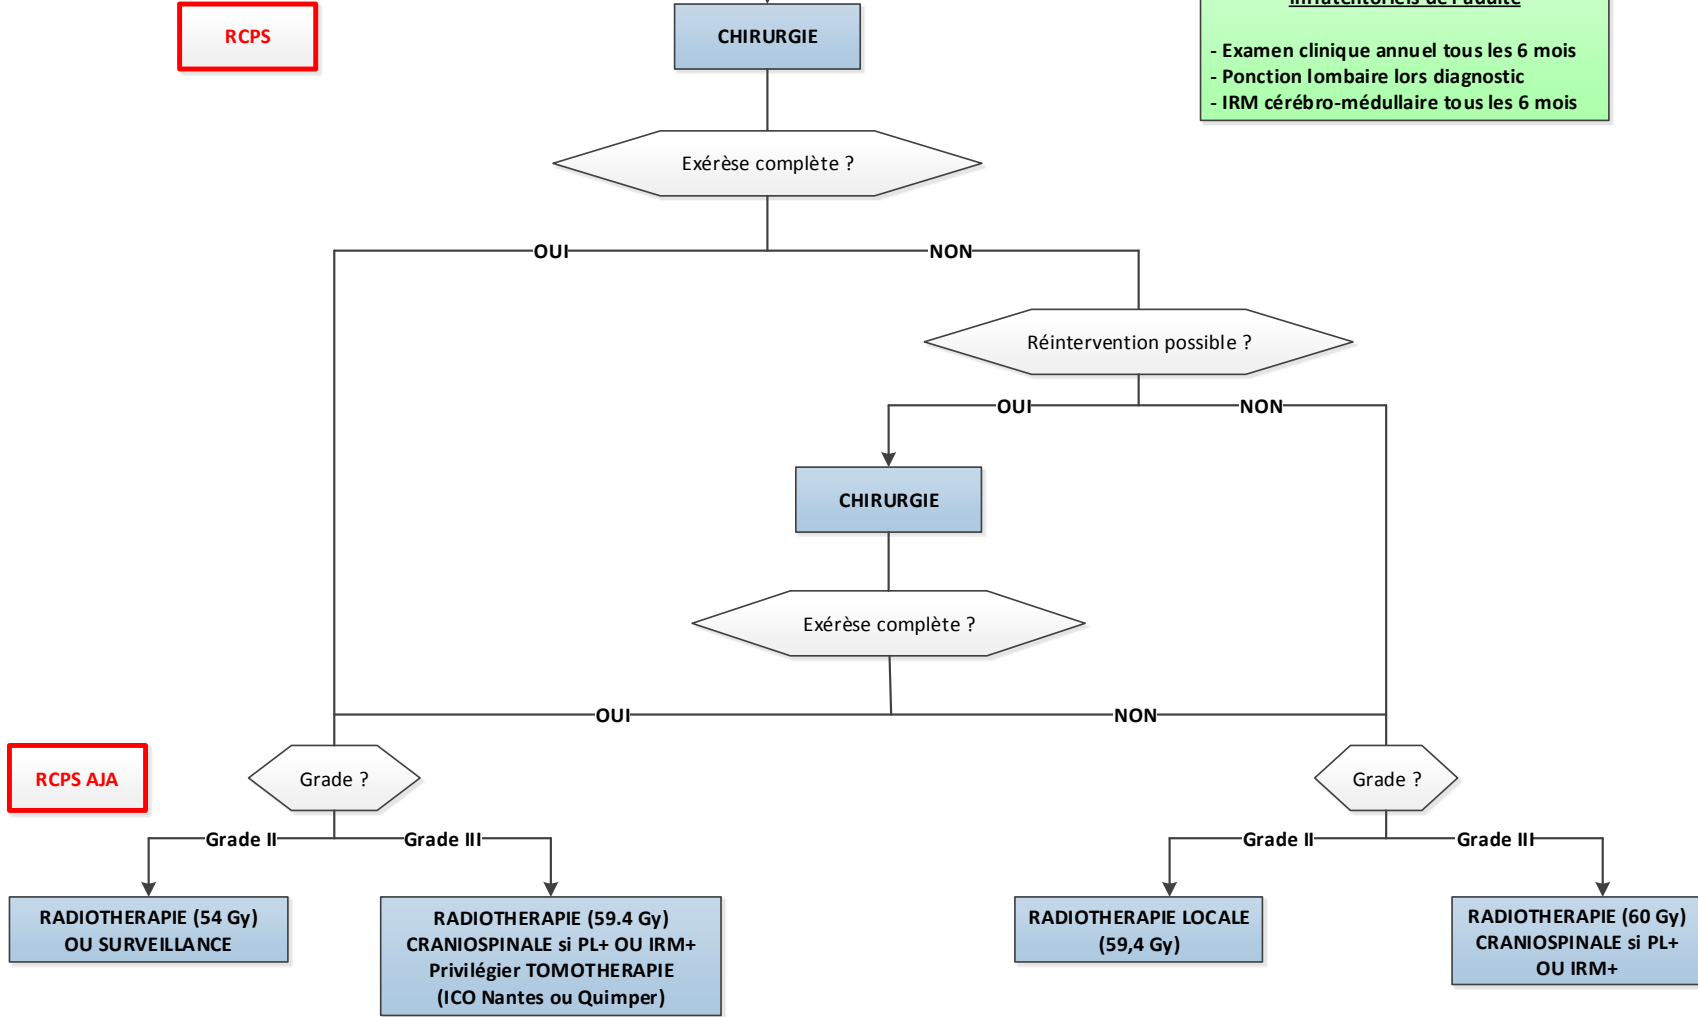 infratentoriels de l'adulte
RCPS
CHIRURGIE
- Examen clinique annuel tous les 6 mois
- Ponction lombaire lors diagnostic
- IRM cérébro-médullaire tous les 6 mois
Exérèse complète ?
OUI
NON
Réintervention possible ?
OUI
NON
CHIRURGIE
Exérèse complète ?
OUI
NON
RCPS AJA
Grade ?
Grade ?
Grade II
Grade III
Grade II
Grade III
RADIOTHERAPIE (54 Gy)
OU SURVEILLANCE
RADIOTHERAPIE (59.4 Gy)
CRANIOSPINALE si PL+ OU IRM+
Privilégier TOMOTHERAPIE
(ICO Nantes ou Quimper)
RADIOTHERAPIE LOCALE
(59,4 Gy)
RADIOTHERAPIE (60 Gy)
CRANIOSPINALE si PL+
OU IRM+